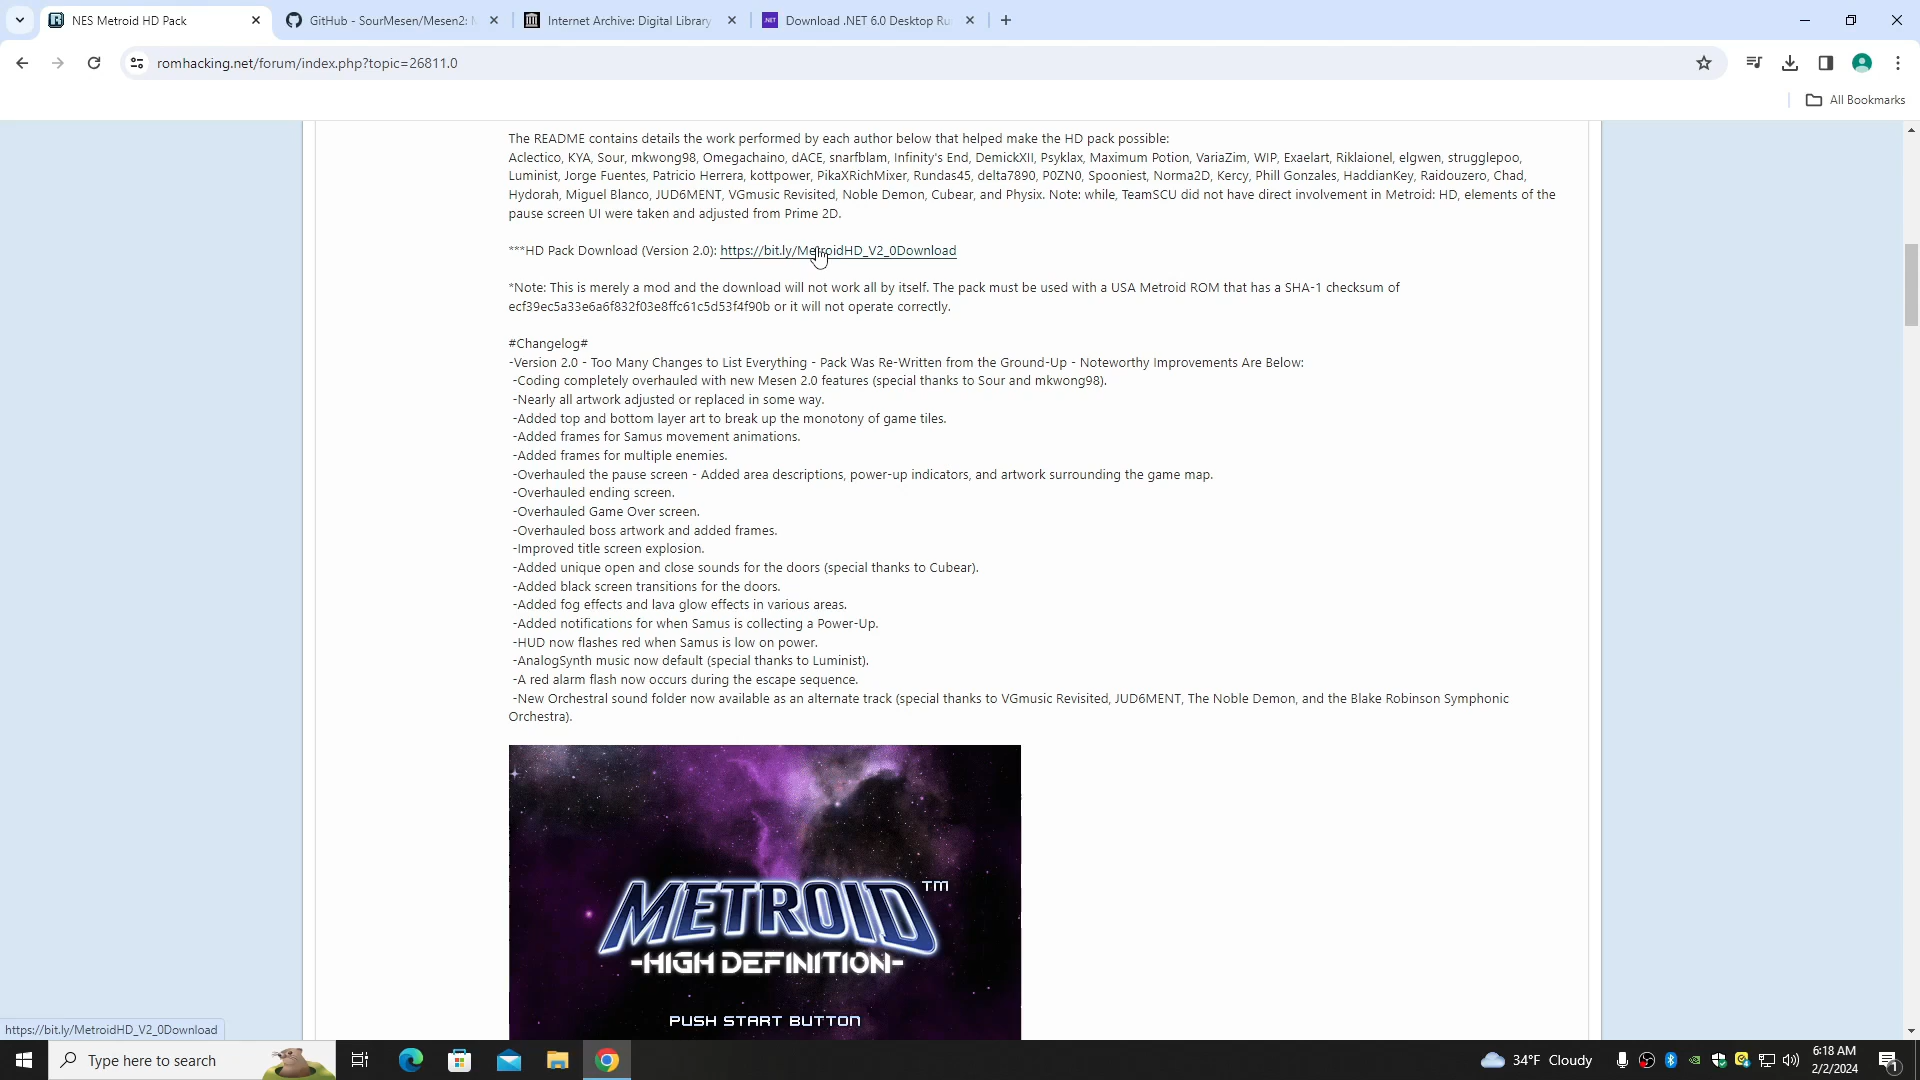 NES Metroid HD Pack
GitHub - SourMesen/Mesen2:
Internet Archive: Digital Library
Download .NET 6.0 Desktop Ru
romhacking.net/forum/index.php?topic=26811.0
All Bookmarks
The README contains details the work performed by each author below that helped make the HD pack possible:
Aclectico, KYA, Sour, mkwong98, Omegachaino, dACE, snarfblam, Infinity's End, DemickXII, Psyklax, Maximum Potion, VariaZim, WIP, Exaelart, Riklaionel, elgwen, strugglepoo,
Luminist, Jorge Fuentes, Patricio Herrera, kottpower, PikaXRichMixer, Rundas45, delta7890, P0ZN0, Spooniest, Norma2D, Kercy, Phill Gonzales, HaddianKey, Raidouzero, Chad,
Hydorah, Miguel Blanco, JUD6MENT, VGmusic Revisited, Noble Demon, Cubear, and Physix. Note: while, TeamSCU did not have direct involvement in Metroid: HD, elements of the
pause screen UI were taken and adjusted from Prime 2D.
***HD Pack Download (Version 2.0): https://bit.ly/MetroidHD_V2_0Download
*Note: This is merely a mod and the download will not work all by itself. The pack must be used with a USA Metroid ROM that has a SHA-1 checksum of
ecf39ec5a33e6a6f832f03e8ffc61c5d53f4f90b or it will not operate correctly.
#Changelog#
-Version 2.0 - Too Many Changes to List Everything - Pack Was Re-Written from the Ground-Up - Noteworthy Improvements Are Below:
-Coding completely overhauled with new Mesen 2.0 features (special thanks to Sour and mkwong98).
-Nearly all artwork adjusted or replaced in some way.
-Added top and bottom layer art to break up the monotony of game tiles.
-Added frames for Samus movement animations.
-Added frames for multiple enemies.
-Overhauled the pause screen - Added area descriptions, power-up indicators, and artwork surrounding the game map.
-Overhauled ending screen.
-Overhauled Game Over screen.
-Overhauled boss artwork and added frames.
-Improved title screen explosion.
-Added unique open and close sounds for the doors (special thanks to Cubear).
-Added black screen transitions for the doors.
-Added fog effects and lava glow effects in various areas.
-Added notifications for when Samus is collecting a Power-Up.
-HUD now flashes red when Samus is low on power.
-AnalogSynth music now default (special thanks to Luminist).
-A red alarm flash now occurs during the escape sequence.
-New Orchestral sound folder now available as an alternate track (special thanks to VGmusic Revisited, JUD6MENT, The Noble Demon, and the Blake Robinson Symphonic
Orchestra).
METROID TM
-HIGH DEFINITION-
PUSH START BUTTON
https://bit.ly/MetroidHD_V2_0Download
Type here to search
34°F Cloudy
6:18 AM
2/2/2024
1